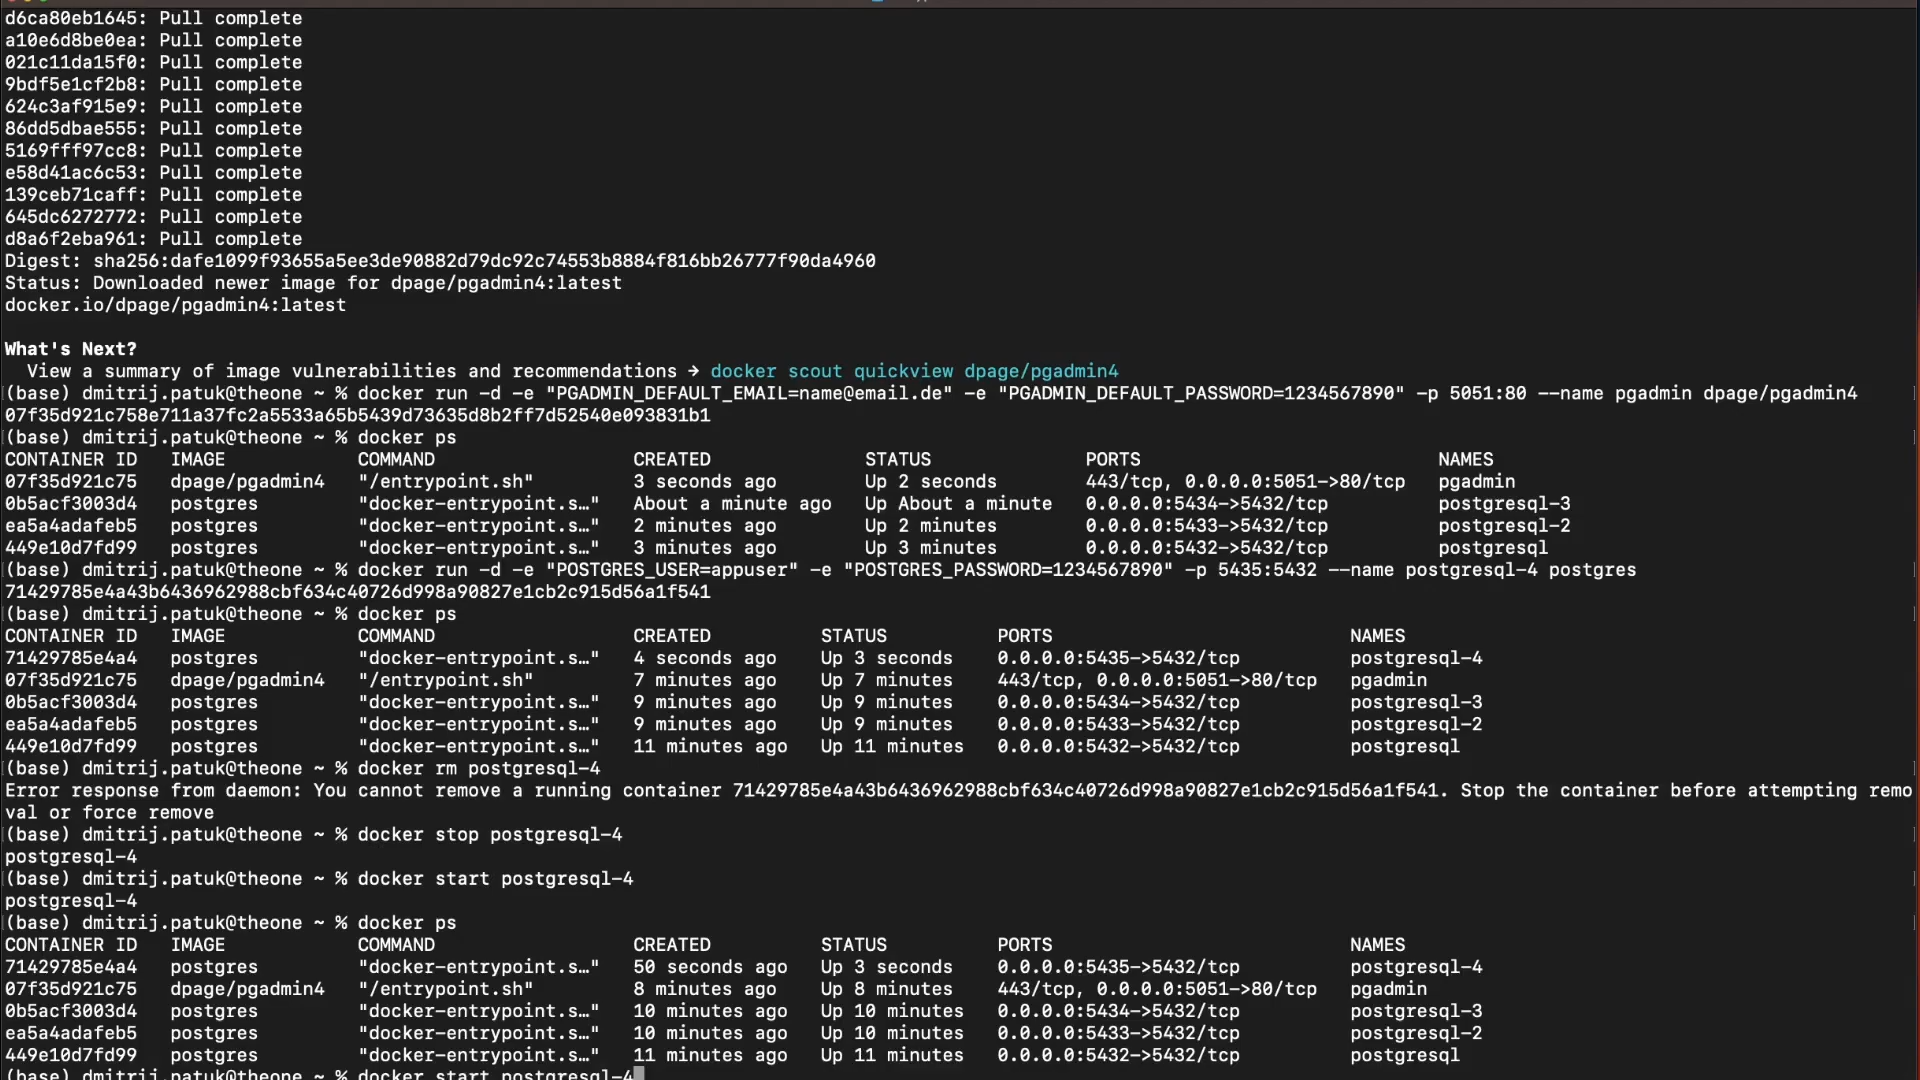 d6ca80eb1645: Pull complete
a10e6d8be0ea: Pull complete
021c11da15f0: Pull complete
9bdf5e1cf2b8: Pull complete
624c3af915e9: Pull complete
86dd5dbae555: Pull complete
5169fff97cc8: Pull complete
e58d41ac6c53: Pull complete
139ceb71caff: Pull complete
645dc6272772: Pull complete
d8a6f2eba961: Pull complete
Digest: sha256:dafe1099f93655a5ee3de90882d79dc92c74553b8884f816bb26777f90da4960
Status: Downloaded newer image for dpage/pgadmin4:latest
docker.io/dpage/pgadmin4:latest
What's Next?
View a summary of image vulnerabilities and recommendations → docker scout quickview dpage/pgadmin4
(base) dmitrij.patuk@theone ~ % docker run -d -e "PGADMIN_DEFAULT_EMAIL=name@email.de" -e "PGADMIN_DEFAULT_PASSWORD=1234567890" -p 5051:80 --name pgadmin dpage/pgadmin4
07f35d921c758e711a37fc2a5533a65b5439d73635d8b2ff7d52540e093831b1
(base) dmitrij.patuk@theone ~ % docker ps
CONTAINER ID   IMAGE   COMMAND   CREATED   STATUS   PORTS   NAMES
07f35d921c75   dpage/pgadmin4   "/entrypoint.sh"   3 seconds ago   Up 2 seconds   443/tcp, 0.0.0.0:5051->80/tcp   pgadmin
0b5acf3003d4   postgres   "docker-entrypoint.s…"   About a minute ago   Up About a minute   0.0.0.0:5434->5432/tcp   postgresql-3
ea5a4adafeb5   postgres   "docker-entrypoint.s…"   2 minutes ago   Up 2 minutes   0.0.0.0:5433->5432/tcp   postgresql-2
449e10d7fd99   postgres   "docker-entrypoint.s…"   3 minutes ago   Up 3 minutes   0.0.0.0:5432->5432/tcp   postgresql
(base) dmitrij.patuk@theone ~ % docker run -d -e "POSTGRES_USER=appuser" -e "POSTGRES_PASSWORD=1234567890" -p 5435:5432 --name postgresql-4 postgres
71429785e4a43b6436962988cbf634c40726d998a90827e1cb2c915d56a1f541
(base) dmitrij.patuk@theone ~ % docker ps
CONTAINER ID   IMAGE   COMMAND   CREATED   STATUS   PORTS   NAMES
71429785e4a4   postgres   "docker-entrypoint.s…"   4 seconds ago   Up 3 seconds   0.0.0.0:5435->5432/tcp   postgresql-4
07f35d921c75   dpage/pgadmin4   "/entrypoint.sh"   7 minutes ago   Up 7 minutes   443/tcp, 0.0.0.0:5051->80/tcp   pgadmin
0b5acf3003d4   postgres   "docker-entrypoint.s…"   9 minutes ago   Up 9 minutes   0.0.0.0:5434->5432/tcp   postgresql-3
ea5a4adafeb5   postgres   "docker-entrypoint.s…"   9 minutes ago   Up 9 minutes   0.0.0.0:5433->5432/tcp   postgresql-2
449e10d7fd99   postgres   "docker-entrypoint.s…"   11 minutes ago   Up 11 minutes   0.0.0.0:5432->5432/tcp   postgresql
(base) dmitrij.patuk@theone ~ % docker rm postgresql-4
Error response from daemon: You cannot remove a running container 71429785e4a43b6436962988cbf634c40726d998a90827e1cb2c915d56a1f541. Stop the container before attempting remo
val or force remove
(base) dmitrij.patuk@theone ~ % docker stop postgresql-4
postgresql-4
(base) dmitrij.patuk@theone ~ % docker start postgresql-4
postgresql-4
(base) dmitrij.patuk@theone ~ % docker ps
CONTAINER ID   IMAGE   COMMAND   CREATED   STATUS   PORTS   NAMES
71429785e4a4   postgres   "docker-entrypoint.s…"   50 seconds ago   Up 3 seconds   0.0.0.0:5435->5432/tcp   postgresql-4
07f35d921c75   dpage/pgadmin4   "/entrypoint.sh"   8 minutes ago   Up 8 minutes   443/tcp, 0.0.0.0:5051->80/tcp   pgadmin
0b5acf3003d4   postgres   "docker-entrypoint.s…"   10 minutes ago   Up 10 minutes   0.0.0.0:5434->5432/tcp   postgresql-3
ea5a4adafeb5   postgres   "docker-entrypoint.s…"   10 minutes ago   Up 10 minutes   0.0.0.0:5433->5432/tcp   postgresql-2
449e10d7fd99   postgres   "docker-entrypoint.s…"   11 minutes ago   Up 11 minutes   0.0.0.0:5432->5432/tcp   postgresql
(base) dmitrij.patuk@theone ~ % docker start postgresql-4